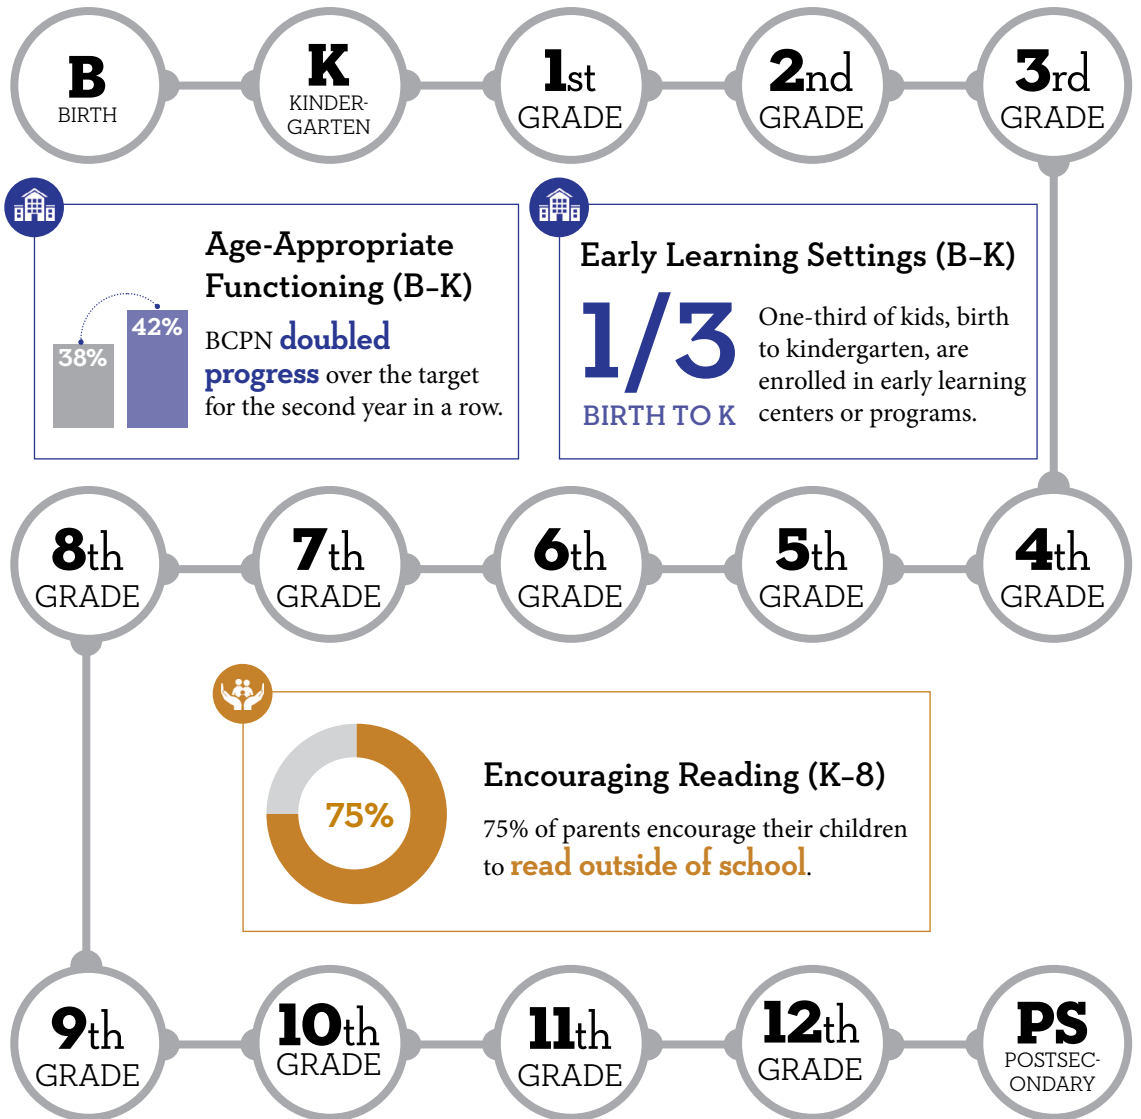 B
BIRTH
K
KINDER-
GARTEN
1st
GRADE
2nd
GRADE
3rd
GRADE
Age-Appropriate
Functioning (B–K)
38%
42%
BCPN doubled
progress over the target
for the second year in a row.
Early Learning Settings (B–K)
1/3
BIRTH TO K
One-third of kids, birth
to kindergarten, are
enrolled in early learning
centers or programs.
8th
GRADE
7th
GRADE
6th
GRADE
5th
GRADE
4th
GRADE
75%
Encouraging Reading (K–8)
75% of parents encourage their children
to read outside of school.
9th
GRADE
10th
GRADE
11th
GRADE
12th
GRADE
PS
POSTSEC-
ONDARY